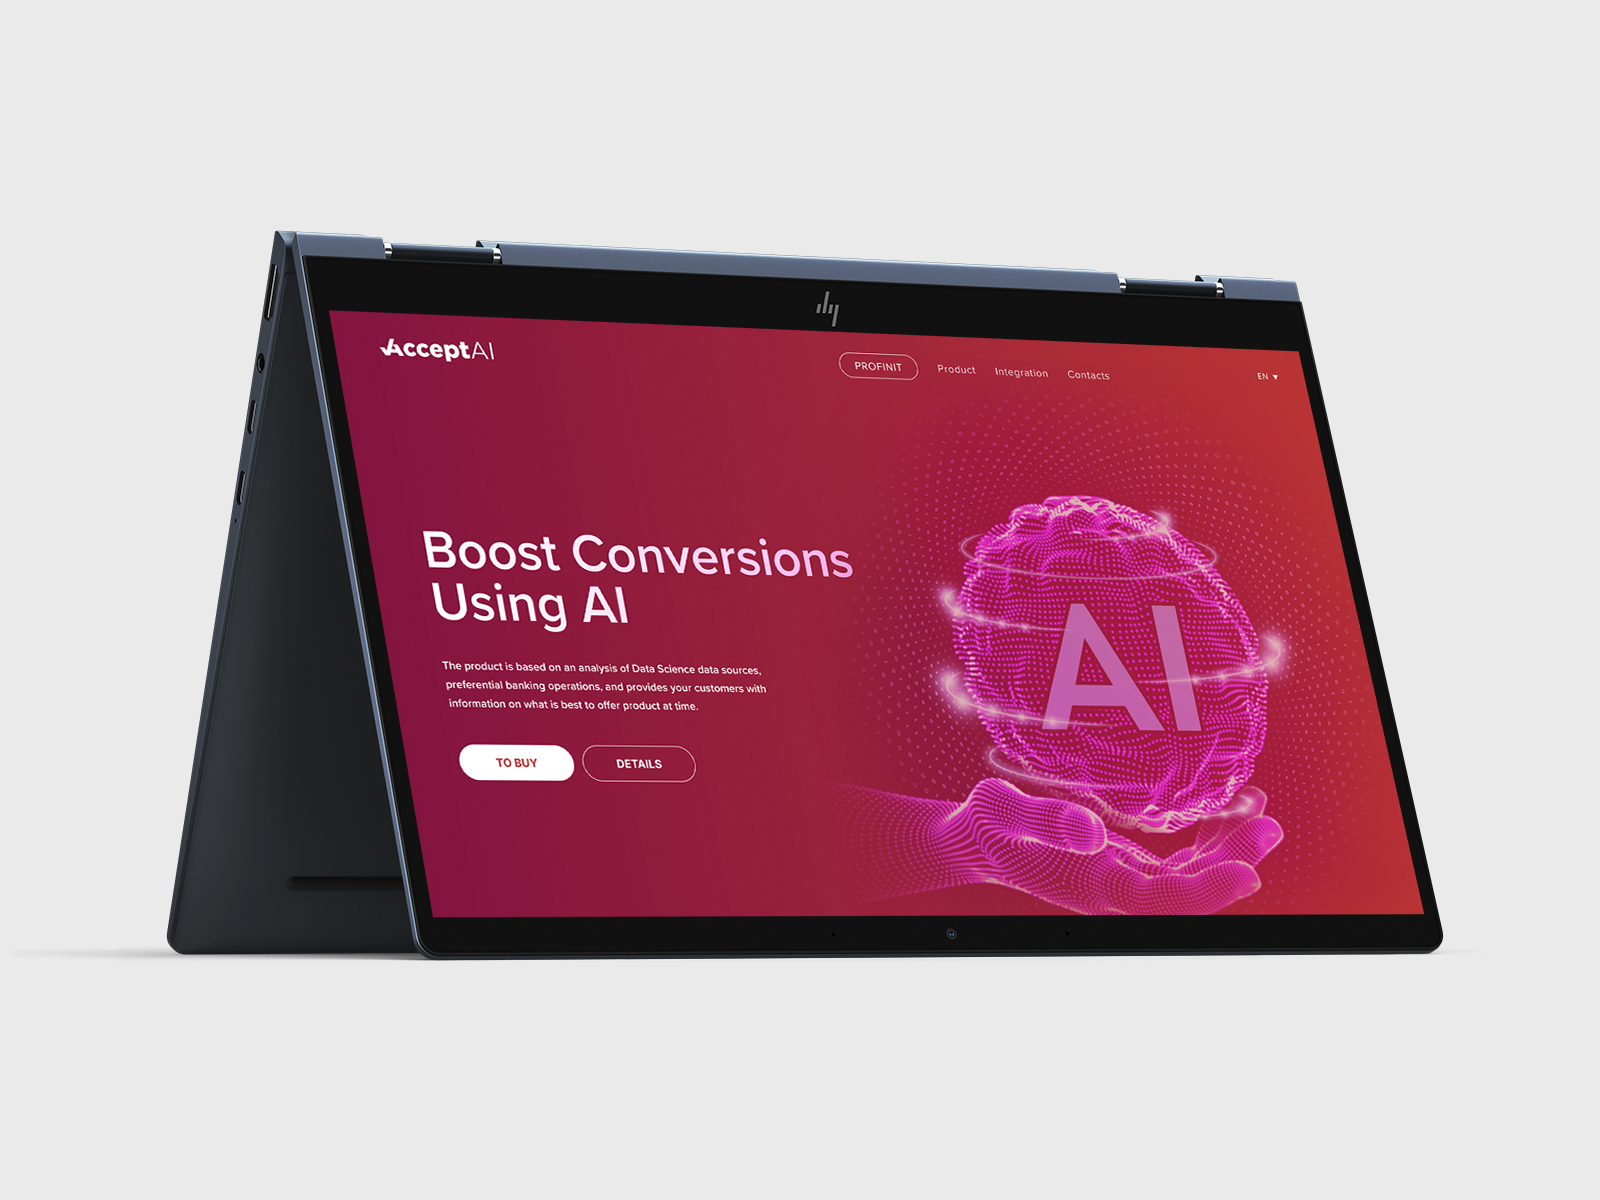 hp
AcceptAI
PROFINIT
Product
Integration
Contacts
EN ▼
Boost Conversions
Using AI
The product is based on an analysis of Data Science data sources,
preferential banking operations, and provides your customers with
information on what is best to offer product at time.
TO BUY
DETAILS
AI